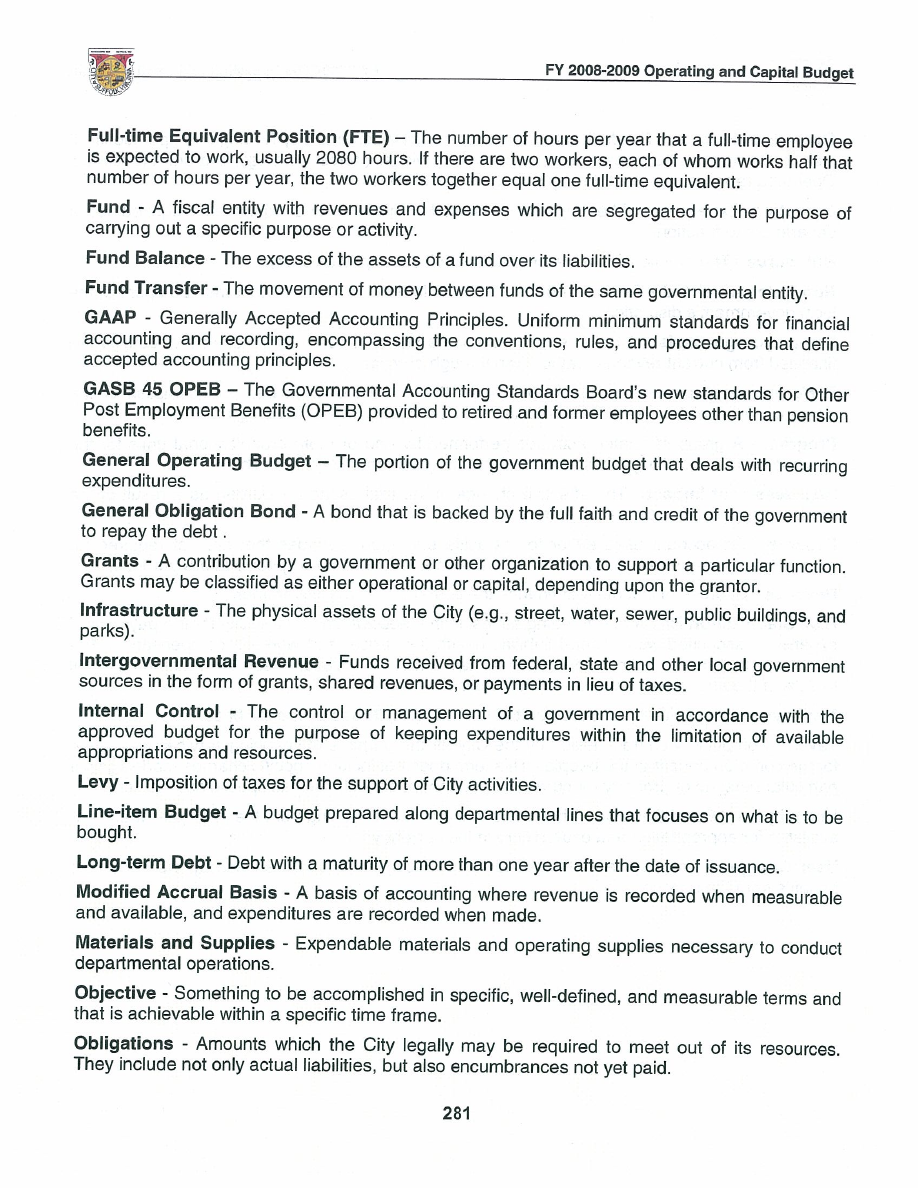 FY 2008-2009 Operating and Capital Budget
Full-time Equivalent Position (FTE) – The number of hours per year that a full-time employee
is expected to work, usually 2080 hours. If there are two workers, each of whom works half that
number of hours per year, the two workers together equal one full-time equivalent.
Fund - A fiscal entity with revenues and expenses which are segregated for the purpose of
carrying out a specific purpose or activity.
Fund Balance - The excess of the assets of a fund over its liabilities.
Fund Transfer - The movement of money between funds of the same governmental entity.
GAAP - Generally Accepted Accounting Principles. Uniform minimum standards for financial
accounting and recording, encompassing the conventions, rules, and procedures that define
accepted accounting principles.
GASB 45 OPEB – The Governmental Accounting Standards Board's new standards for Other
Post Employment Benefits (OPEB) provided to retired and former employees other than pension
benefits.
General Operating Budget – The portion of the government budget that deals with recurring
expenditures.
General Obligation Bond - A bond that is backed by the full faith and credit of the government
to repay the debt .
Grants - A contribution by a government or other organization to support a particular function.
Grants may be classified as either operational or capital, depending upon the grantor.
Infrastructure - The physical assets of the City (e.g., street, water, sewer, public buildings, and
parks).
Intergovernmental Revenue - Funds received from federal, state and other local government
sources in the form of grants, shared revenues, or payments in lieu of taxes.
Internal Control - The control or management of a government in accordance with the
approved budget for the purpose of keeping expenditures within the limitation of available
appropriations and resources.
Levy - Imposition of taxes for the support of City activities.
Line-item Budget - A budget prepared along departmental lines that focuses on what is to be
bought.
Long-term Debt - Debt with a maturity of more than one year after the date of issuance.
Modified Accrual Basis - A basis of accounting where revenue is recorded when measurable
and available, and expenditures are recorded when made.
Materials and Supplies - Expendable materials and operating supplies necessary to conduct
departmental operations.
Objective - Something to be accomplished in specific, well-defined, and measurable terms and
that is achievable within a specific time frame.
Obligations - Amounts which the City legally may be required to meet out of its resources.
They include not only actual liabilities, but also encumbrances not yet paid.
281